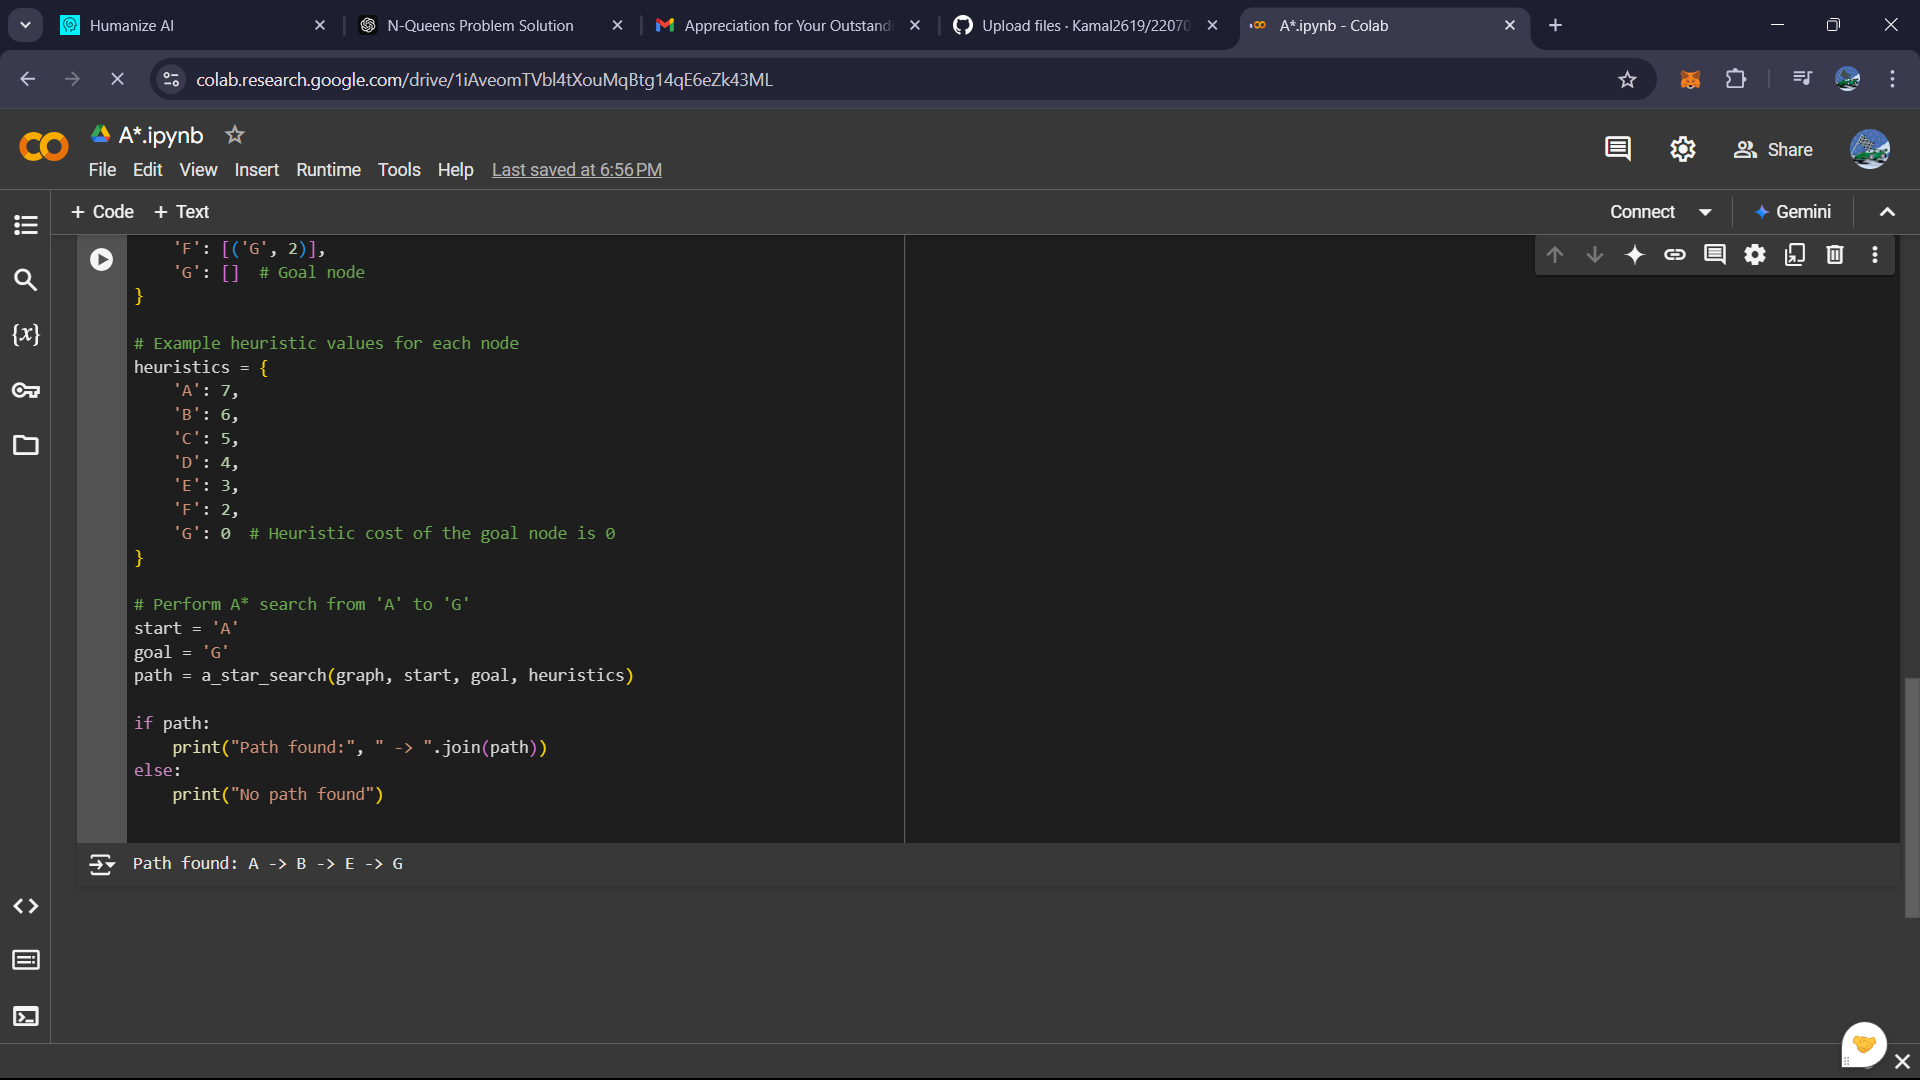 Humanize AI
N-Queens Problem Solution
Appreciation for Your Outstand
Upload files · Kamal2619/22070
A*.ipynb - Colab
colab.research.google.com/drive/1iAveomTVbl4tXouMqBtg14qE6eZk43ML
A*.ipynb
File Edit View Insert Runtime Tools Help Last saved at 6:56 PM
Share
+ Code + Text
Connect
Gemini
{x}
'F': [('G', 2)],
'G': [] # Goal node
}
# Example heuristic values for each node
heuristics = {
'A': 7,
'B': 6,
'C': 5,
'D': 4,
'E': 3,
'F': 2,
'G': 0 # Heuristic cost of the goal node is 0
}
# Perform A* search from 'A' to 'G'
start = 'A'
goal = 'G'
path = a_star_search(graph, start, goal, heuristics)
if path:
print("Path found:", " -> ".join(path))
else:
print("No path found")
Path found: A -> B -> E -> G